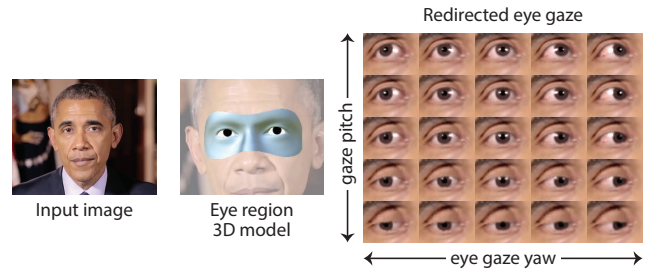 Redirected eye gaze
Input image
Eye region
3D model
gaze pitch
eye gaze yaw